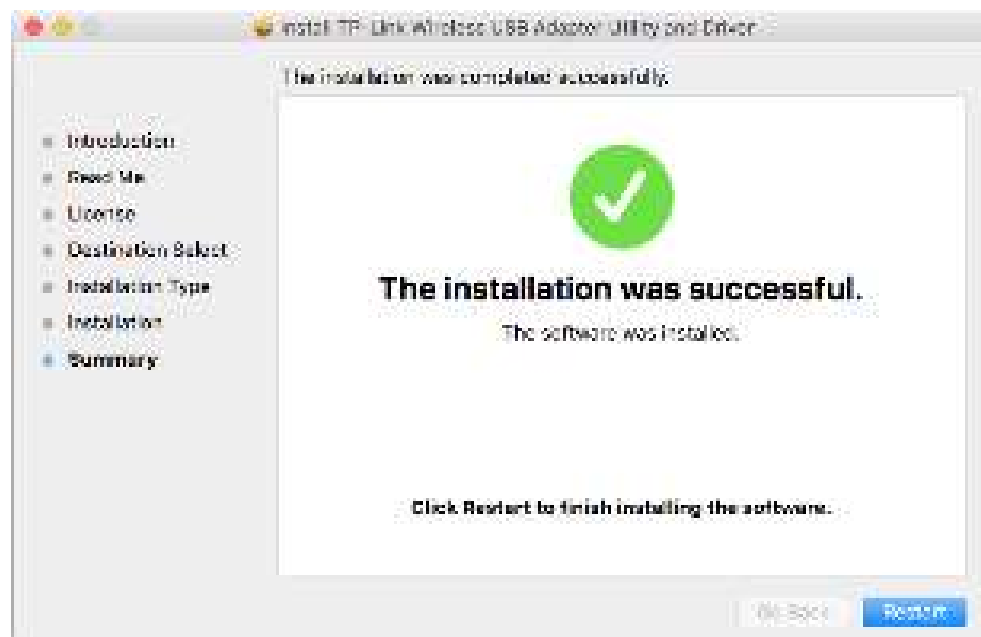 Install TP-Link Wireless USB Adapter Utility and Driver
The installation was completed successfully.
Introduction
Read Me
License
Destination Select
Installation Type
Installation
Summary
The installation was successful.
The software was installed.
Click Restart to finish installing the software.
Go Back
Restart